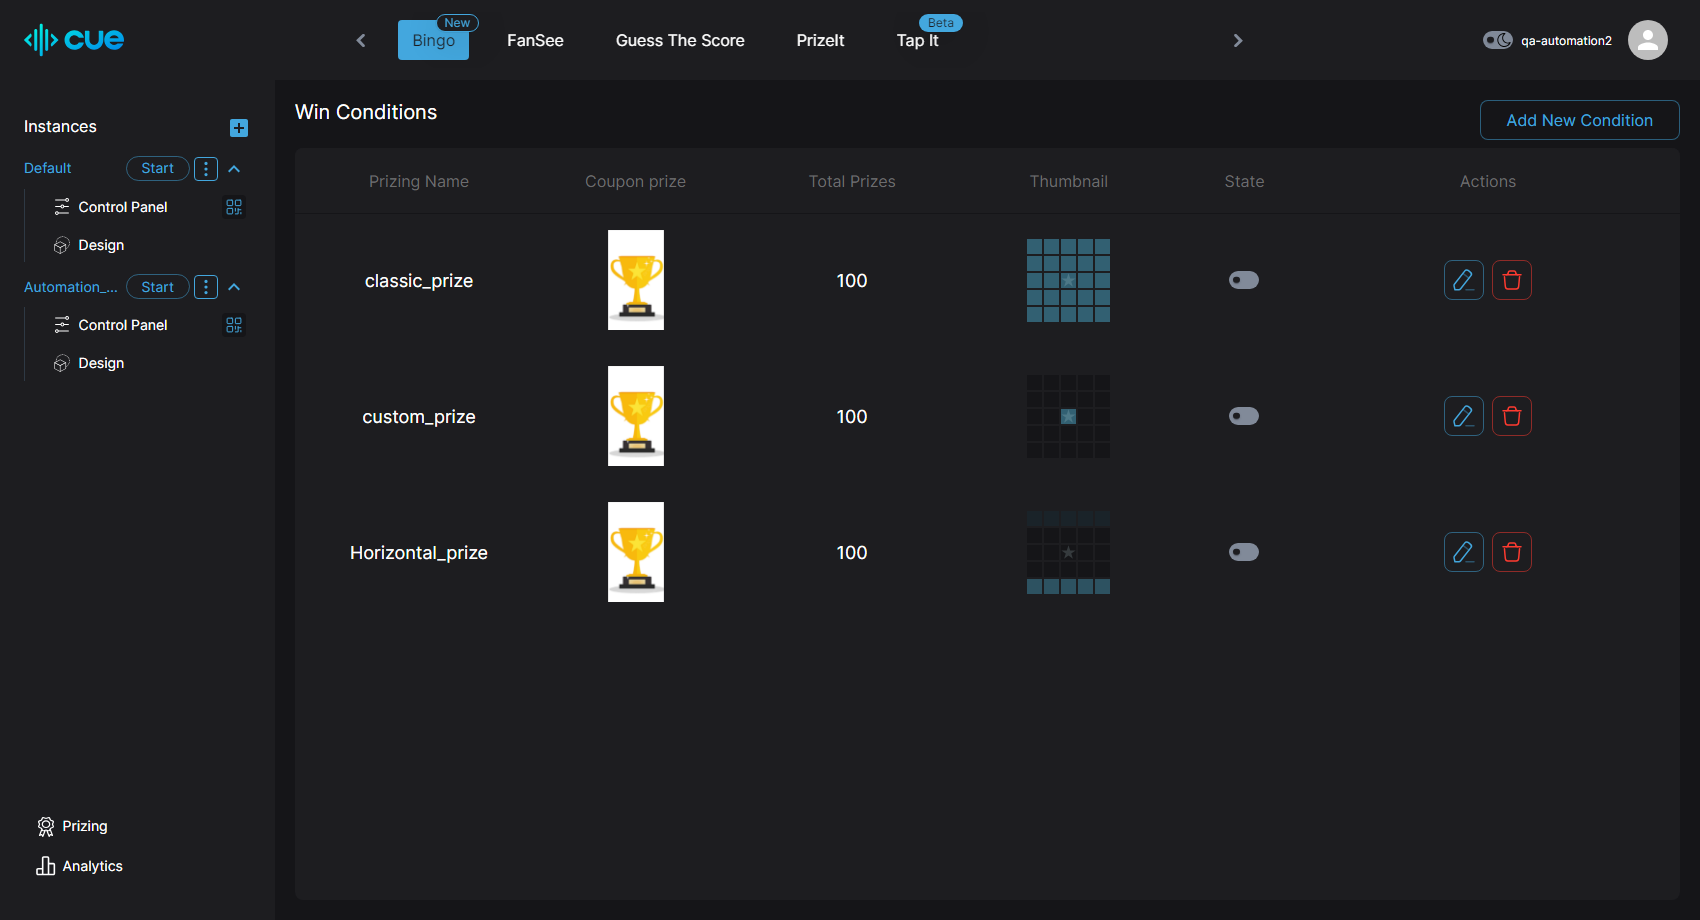 cue
Bingo
New
FanSee
Guess The Score
PrizeIt
Tap It
Beta
qa-automation2
Instances
Default
Start
Control Panel
Design
Automation_...
Start
Control Panel
Design
Prizing
Analytics
Win Conditions
Add New Condition
Prizing Name Coupon prize Total Prizes Thumbnail State Actions
classic_prize 100
custom_prize 100
Horizontal_prize 100